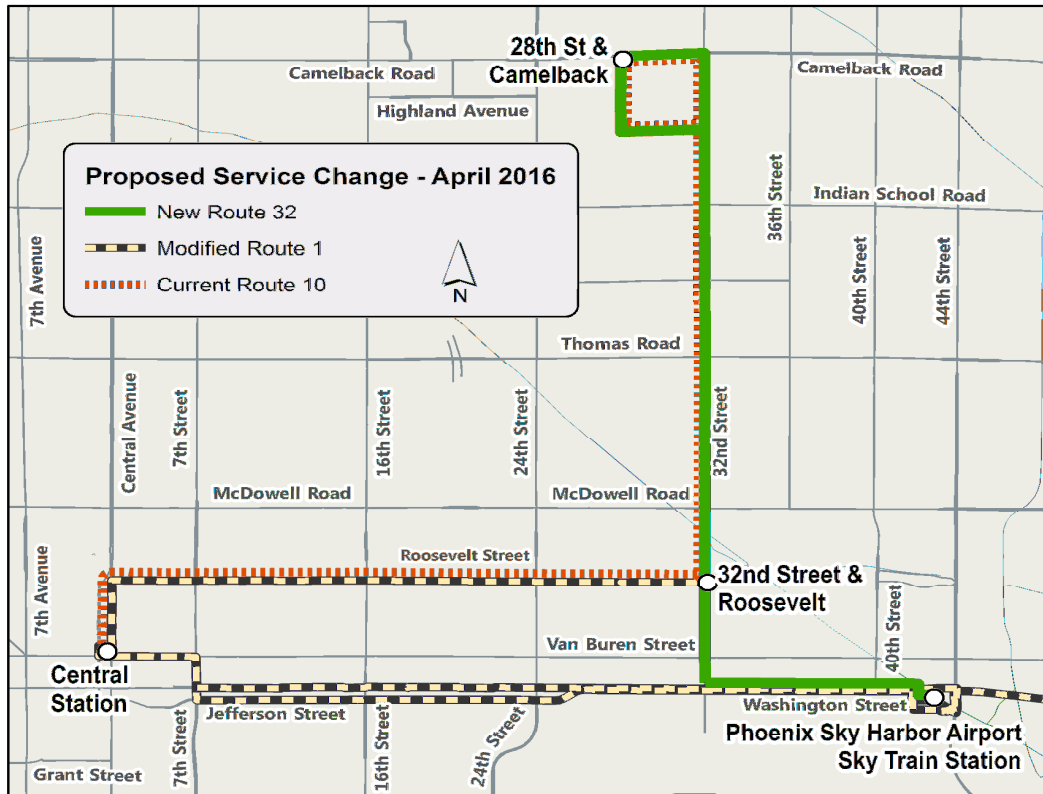 28th St &
Camelback
Camelback Road
Camelback Road
Highland Avenue
Proposed Service Change - April 2016
New Route 32
Modified Route 1
Current Route 10
N
36th Street
Indian School Road
7th Avenue
40th Street
44th Street
Thomas Road
Central Avenue
7th Street
16th Street
24th Street
32nd Street
McDowell Road
McDowell Road
Roosevelt Street
7th Avenue
32nd Street &
Roosevelt
Van Buren Street
40th Street
Central
Station
Jefferson Street
Washington Street
7th Street
16th Street
24th Street
Phoenix Sky Harbor Airport
Sky Train Station
Grant Street